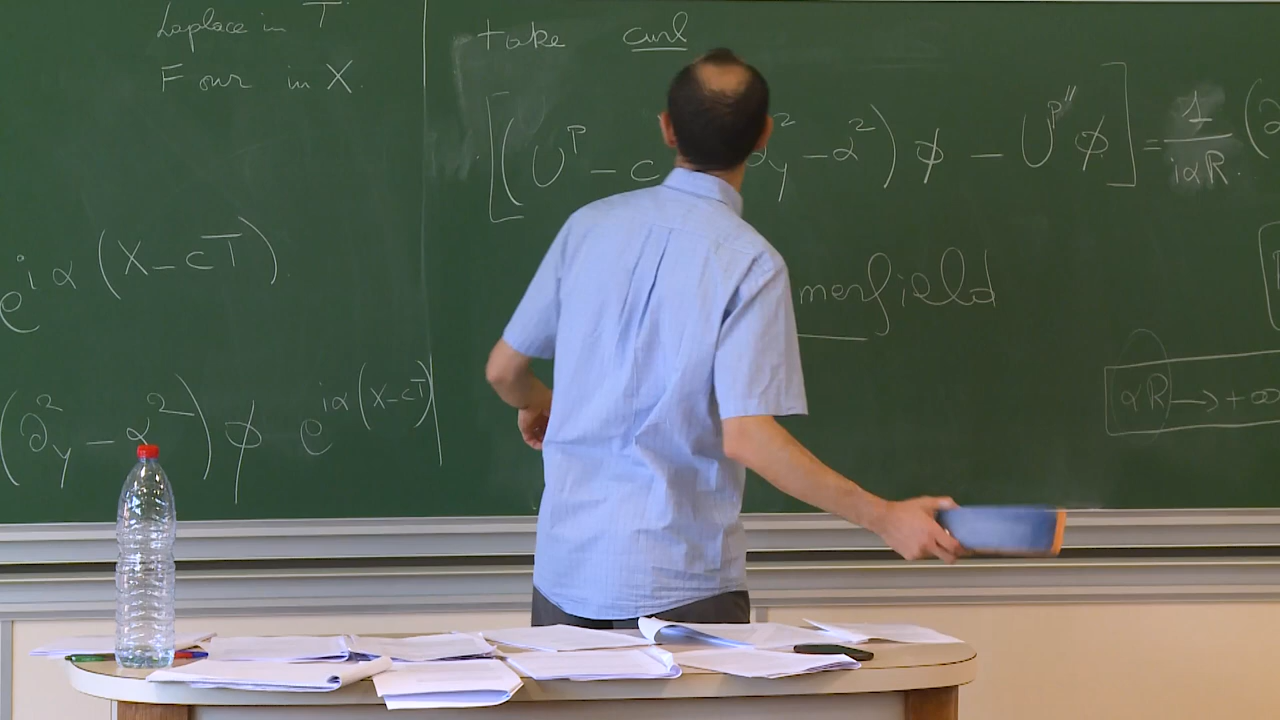 Laplace in T
Four in X.
e^{iα(X-cT)}
(∂_y^2 - α^2) ϕ e^{iα(X-cT)}
take curl
[(U^P - c ∂_y^2 - α^2) ϕ - U^{P''} ϕ] = 1/(iαR) (∂
merfield
αR → +∞